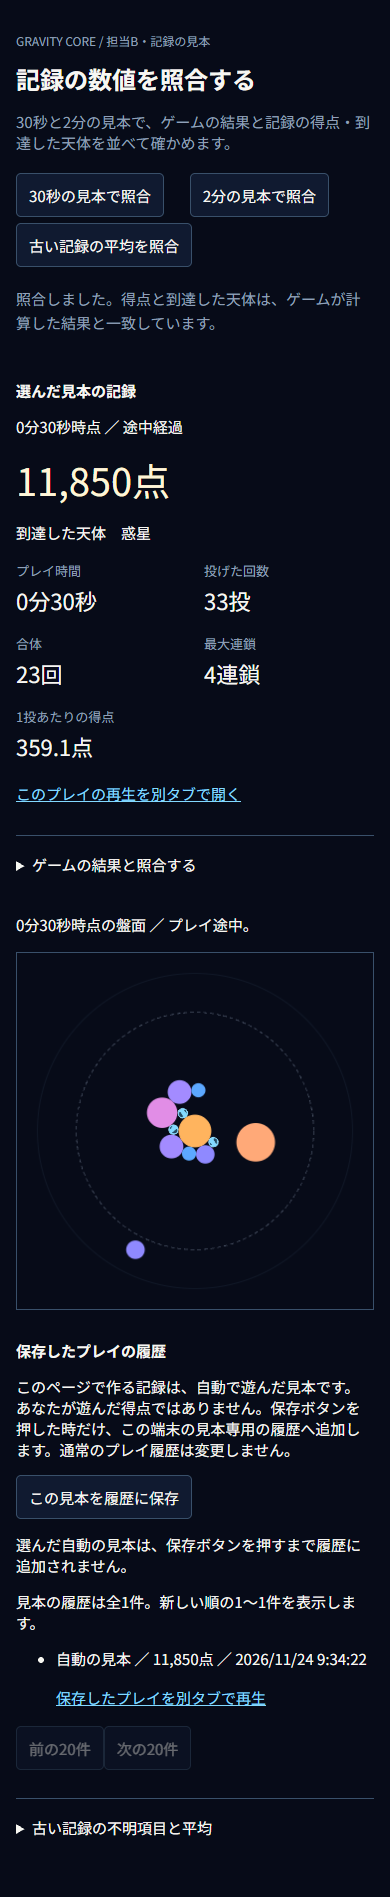 GRAVITY CORE / 担当B・記録の見本
記録の数値を照合する
30秒と2分の見本で、ゲームの結果と記録の得点・到
達した天体を並べて確かめます。
30秒の見本で照合
2分の見本で照合
古い記録の平均を照合
照合しました。得点と到達した天体は、ゲームが計
算した結果と一致しています。
選んだ見本の記録
0分30秒時点 ／ 途中経過
11,850点
到達した天体　惑星
プレイ時間
投げた回数
0分30秒
33投
合体
最大連鎖
23回
4連鎖
1投あたりの得点
359.1点
このプレイの再生を別タブで開く
▶ ゲームの結果と照合する
0分30秒時点の盤面 ／ プレイ途中。
保存したプレイの履歴
このページで作る記録は、自動で遊んだ見本です。
あなたが遊んだ得点ではありません。保存ボタンを
押した時だけ、この端末の見本専用の履歴へ追加し
ます。通常のプレイ履歴は変更しません。
この見本を履歴に保存
選んだ自動の見本は、保存ボタンを押すまで履歴に
追加されません。
見本の履歴は全1件。新しい順の1〜1件を表示しま
す。
• 自動の見本 ／ 11,850点 ／ 2026/11/24 9:34:22
保存したプレイを別タブで再生
前の20件
次の20件
▶ 古い記録の不明項目と平均